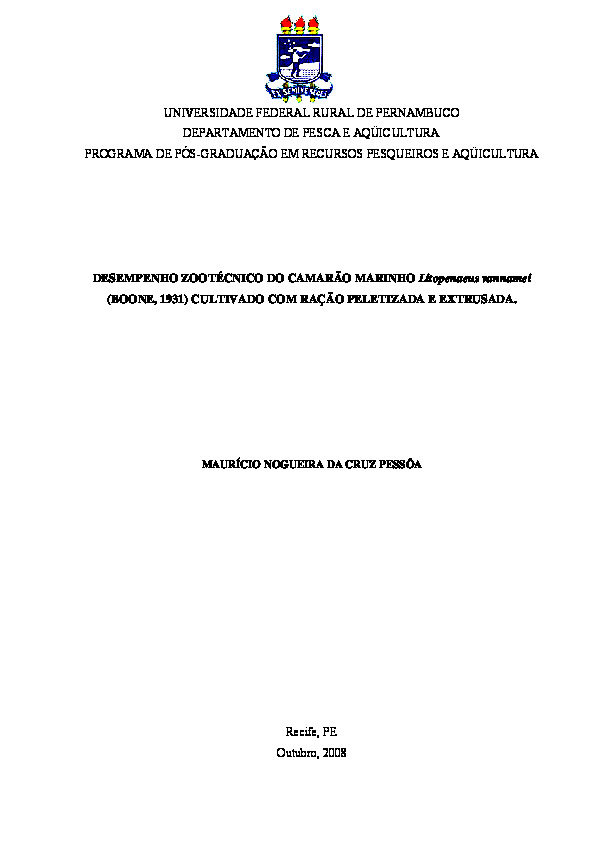 UNIVERSIDADE FEDERAL RURAL DE PERNAMBUCO
DEPARTAMENTO DE PESCA E AQÜICULTURA
PROGRAMA DE PÓS-GRADUAÇÃO EM RECURSOS PESQUEIROS E AQÜICULTURA
DESEMPENHO ZOOTÉCNICO DO CAMARÃO MARINHO Litopenaeus vannamei
(BOONE, 1931) CULTIVADO COM RAÇÃO PELETIZADA E EXTRUSADA.
MAURÍCIO NOGUEIRA DA CRUZ PESSÔA
Recife, PE
Outubro, 2008